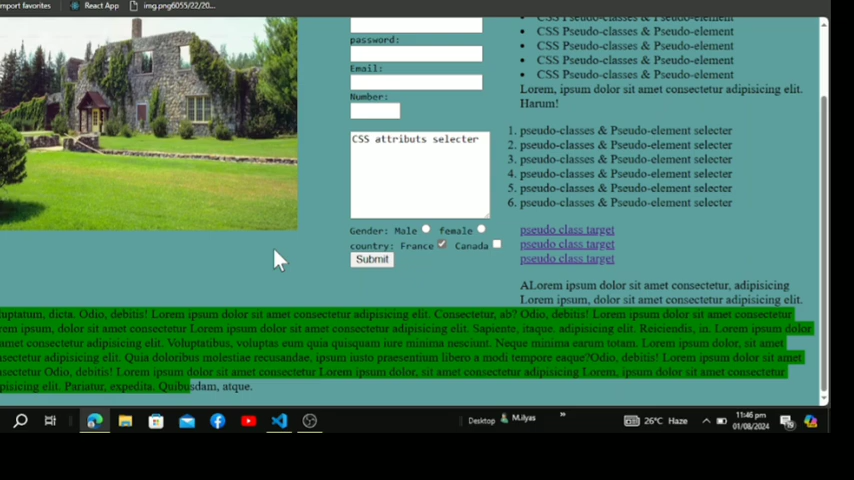 mport favorites React App img.png6055/22/20...
password:
Email:
Number:
CSS attributs selecter
Gender: Male female
country: France Canada
Submit
CSS Pseudo-classes & Pseudo-element
CSS Pseudo-classes & Pseudo-element
CSS Pseudo-classes & Pseudo-element
CSS Pseudo-classes & Pseudo-element
CSS Pseudo-classes & Pseudo-element
Lorem, ipsum dolor sit amet consectetur adipisicing elit.
Harum!
1. pseudo-classes & Pseudo-element selecter
2. pseudo-classes & Pseudo-element selecter
3. pseudo-classes & Pseudo-element selecter
4. pseudo-classes & Pseudo-element selecter
5. pseudo-classes & Pseudo-element selecter
6. pseudo-classes & Pseudo-element selecter
pseudo class target
pseudo class target
pseudo class target
ALorem ipsum dolor sit amet consectetur, adipisicing
Lorem ipsum, dolor sit amet consectetur adipisicing elit.
luptatum, dicta. Odio, debitis! Lorem ipsum dolor sit amet consectetur adipisicing elit. Consectetur, ab? Odio, debitis! Lorem ipsum dolor sit amet consectetur
rem ipsum, dolor sit amet consectetur Lorem ipsum dolor sit amet consectetur adipisicing elit. Sapiente, itaque. adipisicing elit. Reiciendis, in. Lorem ipsum dolor
amet consectetur adipisicing elit. Voluptatibus, voluptas eum quia quisquam iure minima nesciunt. Neque minima earum totam. Lorem ipsum dolor, sit amet
nsectetur adipisicing elit. Quia doloribus molestiae recusandae, ipsum iusto praesentium libero a modi tempore eaque?Odio, debitis! Lorem ipsum dolor sit amet
nsectetur Odio, debitis! Lorem ipsum dolor sit amet consectetur Lorem ipsum dolor, sit amet consectetur adipisicing Lorem, ipsum dolor sit amet consectetur
ipisicing elit. Pariatur, expedita. Quibusdam, atque.
Desktop M.ilyas 26°C Haze 11:46 pm
01/08/2024